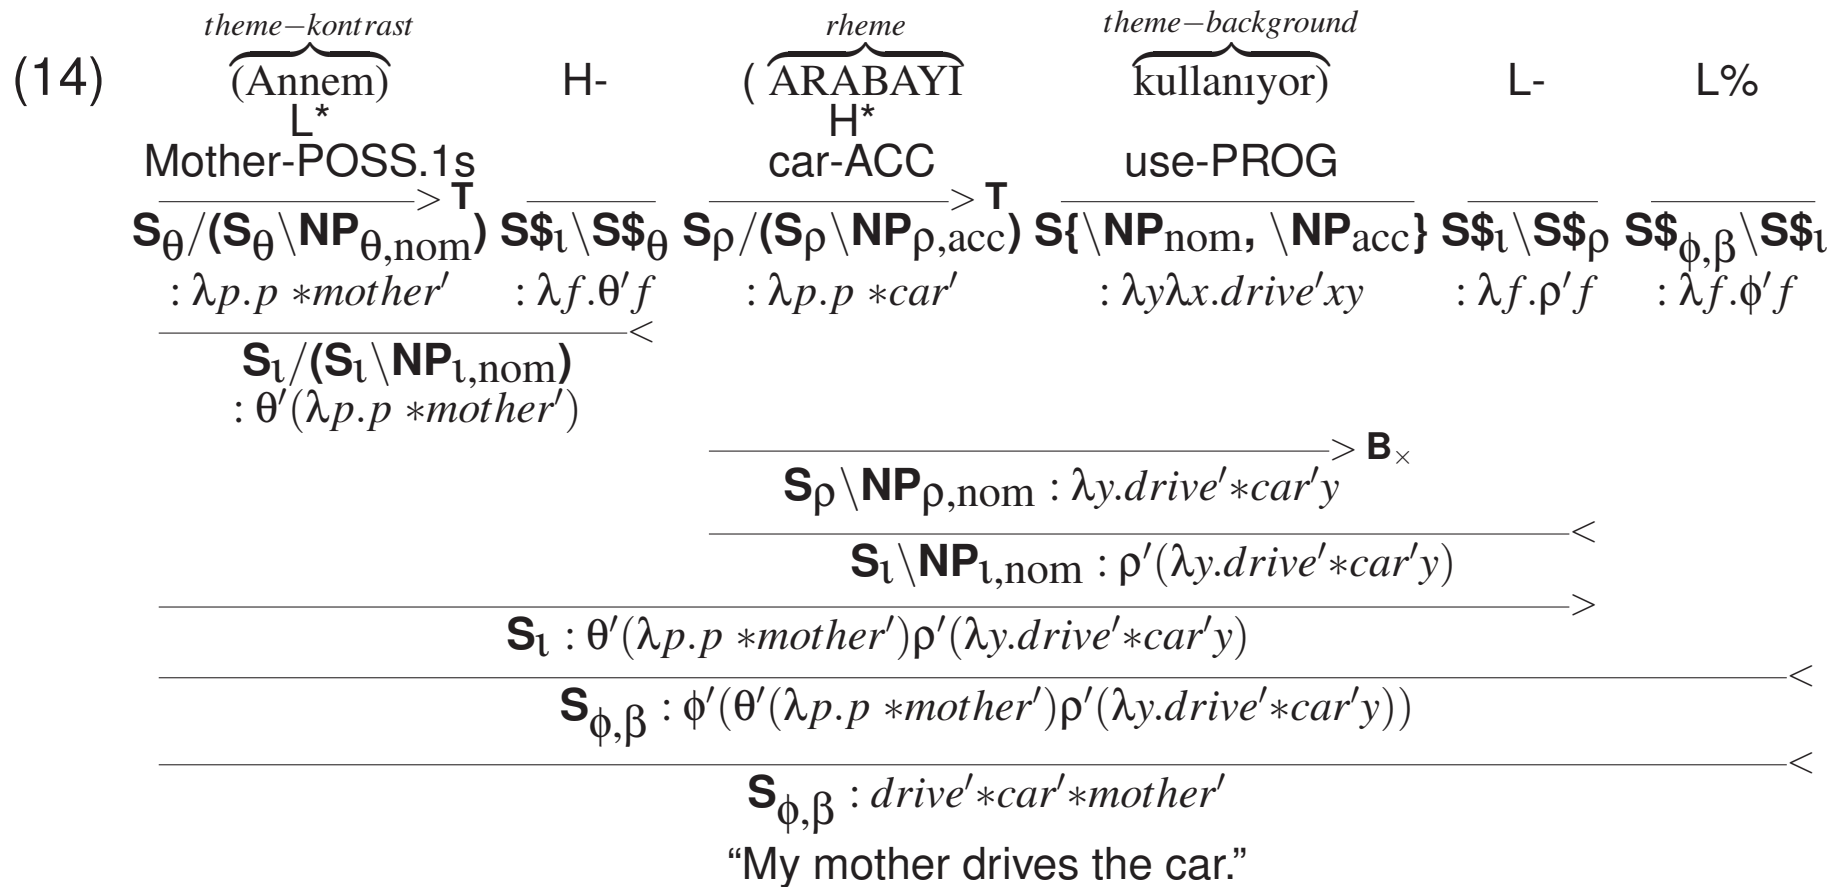 theme−kontrast rheme theme−background
(14) (Annem) H- ( ARABAYI kullanıyor) L- L%
L* H*
Mother-POSS.1s car-ACC use-PROG
> T > T
Sθ/(Sθ\NPθ,nom) S$ι\S$θ Sρ/(Sρ\NPρ,acc) S{\NPnom, \NPacc} S$ι\S$ρ S$ϕ,β\S$ι
: λp.p ∗mother′ : λf.θ′f : λp.p ∗car′ : λyλx.drive′xy : λf.ρ′f : λf.ϕ′f
<
Sι/(Sι\NPι,nom)
: θ′(λp.p ∗mother′)
> B×
Sρ\NPρ,nom : λy.drive′∗car′y
<
Sι\NPι,nom : ρ′(λy.drive′∗car′y)
>
Sι : θ′(λp.p ∗mother′)ρ′(λy.drive′∗car′y)
<
Sϕ,β : ϕ′(θ′(λp.p ∗mother′)ρ′(λy.drive′∗car′y))
<
Sϕ,β : drive′∗car′∗mother′
“My mother drives the car.”